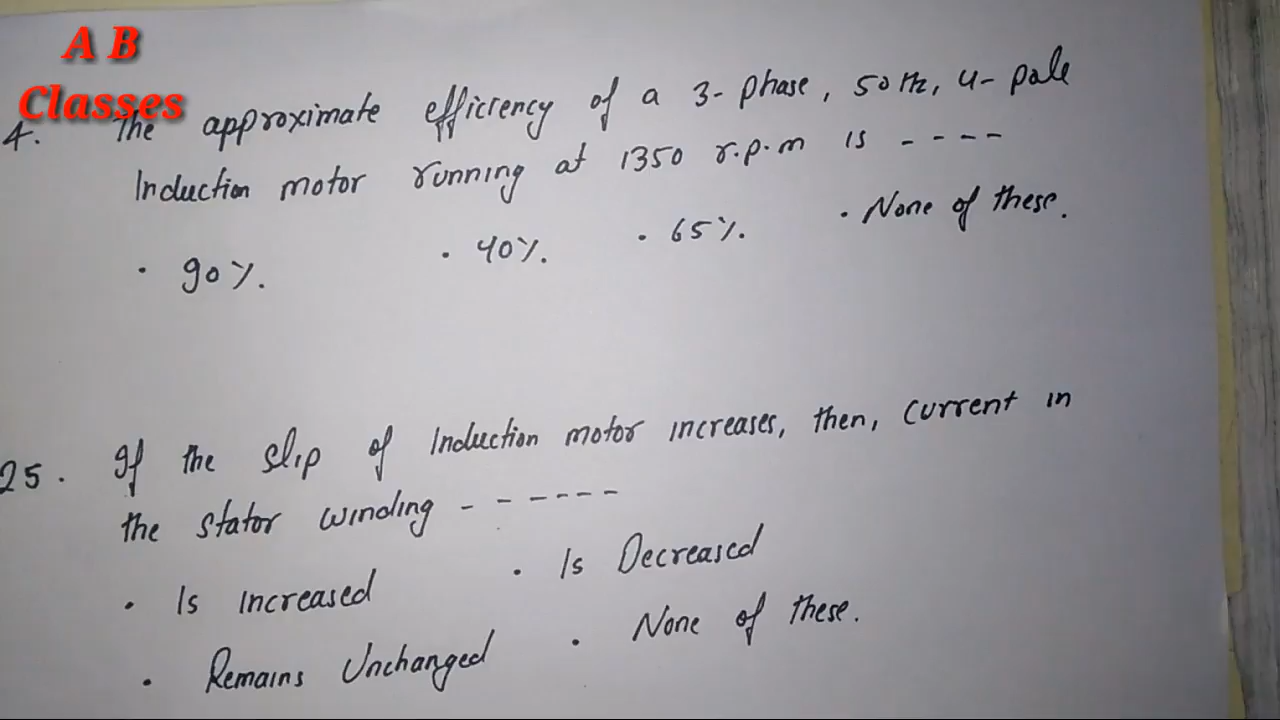 A B
Classes
4. The approximate efficiency of a 3-phase, 50Hz, 4-pole
Induction motor running at 1350 r.p.m is ----
· 90%. · 40%. · 65%. · None of these.
25. If the slip of Induction motor increases, then, current in
the stator winding ------
· Is increased · Is Decreased
· Remains Unchanged · None of these.